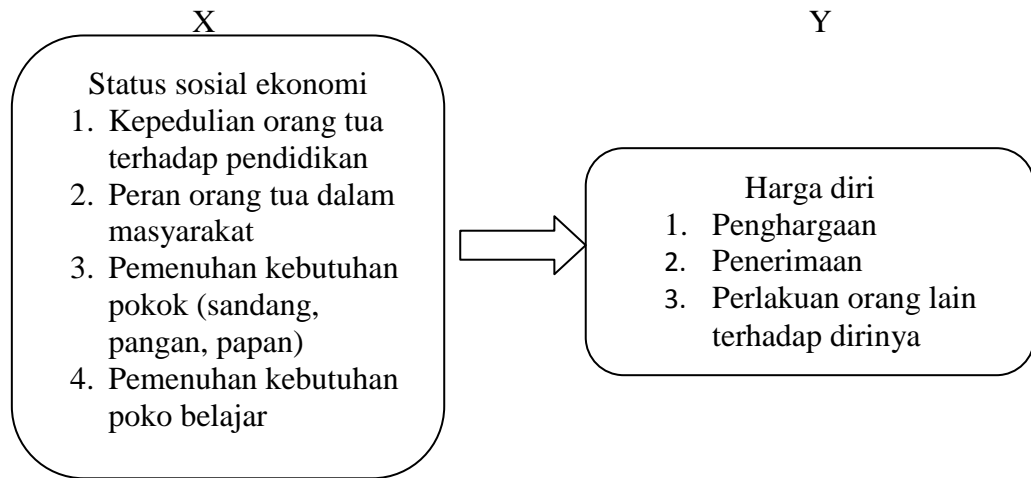 X
Y
Status sosial ekonomi
1. Kepedulian orang tua
terhadap pendidikan
2. Peran orang tua dalam
masyarakat
3. Pemenuhan kebutuhan
pokok (sandang,
pangan, papan)
4. Pemenuhan kebutuhan
poko belajar
Harga diri
1. Penghargaan
2. Penerimaan
3. Perlakuan orang lain
terhadap dirinya